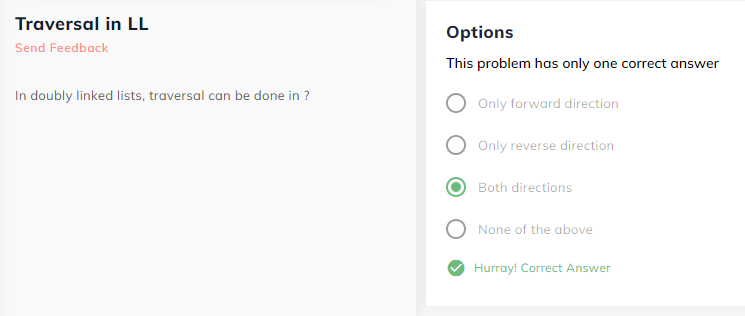 Traversal in LL
Send Feedback
In doubly linked lists, traversal can be done in ?
Options
This problem has only one correct answer
Only forward direction
Only reverse direction
Both directions
None of the above
Hurray! Correct Answer